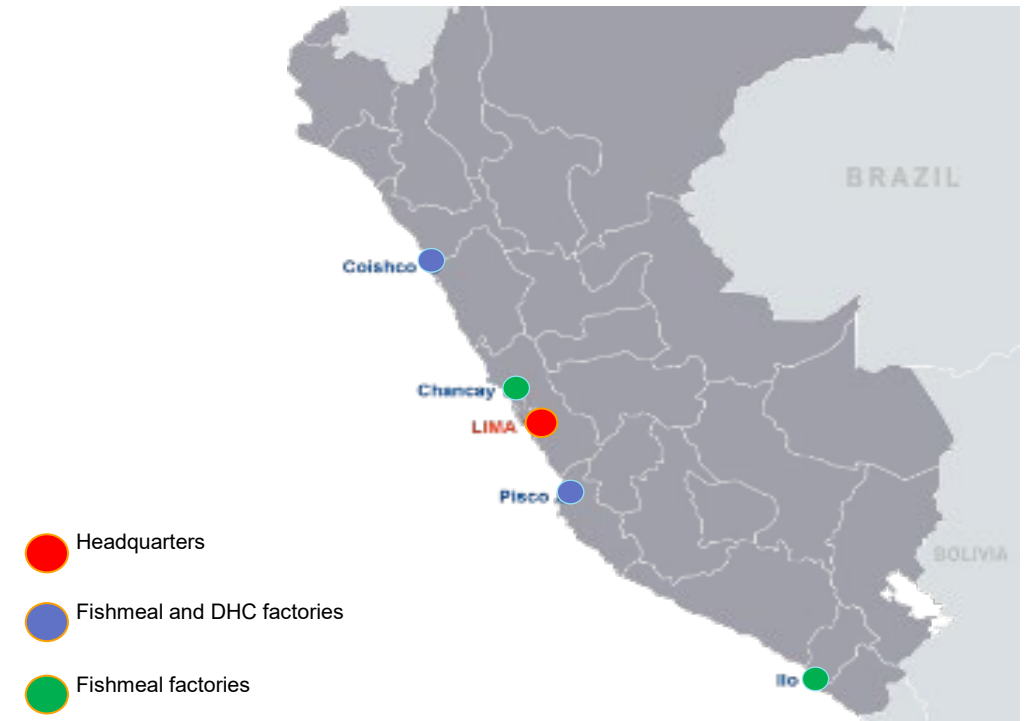 BRAZIL
Coishco
Chancay
LIMA
Pisco
Headquarters
BOLIVIA
Fishmeal and DHC factories
Ilo
Fishmeal factories